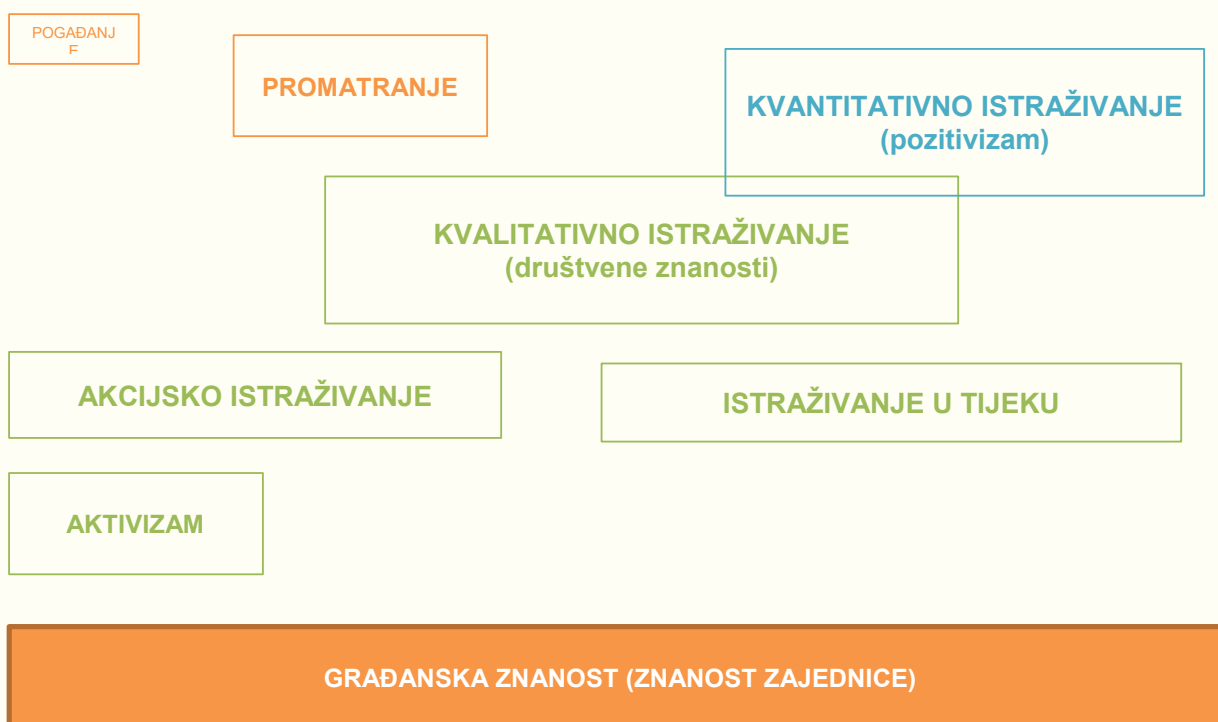 POGAĐANJ
E
PROMATRANJE
KVANTITATIVNO ISTRAŽIVANJE
(pozitivizam)
KVALITATIVNO ISTRAŽIVANJE
(društvene znanosti)
AKCIJSKO ISTRAŽIVANJE
ISTRAŽIVANJE U TIJEKU
AKTIVIZAM
GRAĐANSKA ZNANOST (ZNANOST ZAJEDNICE)